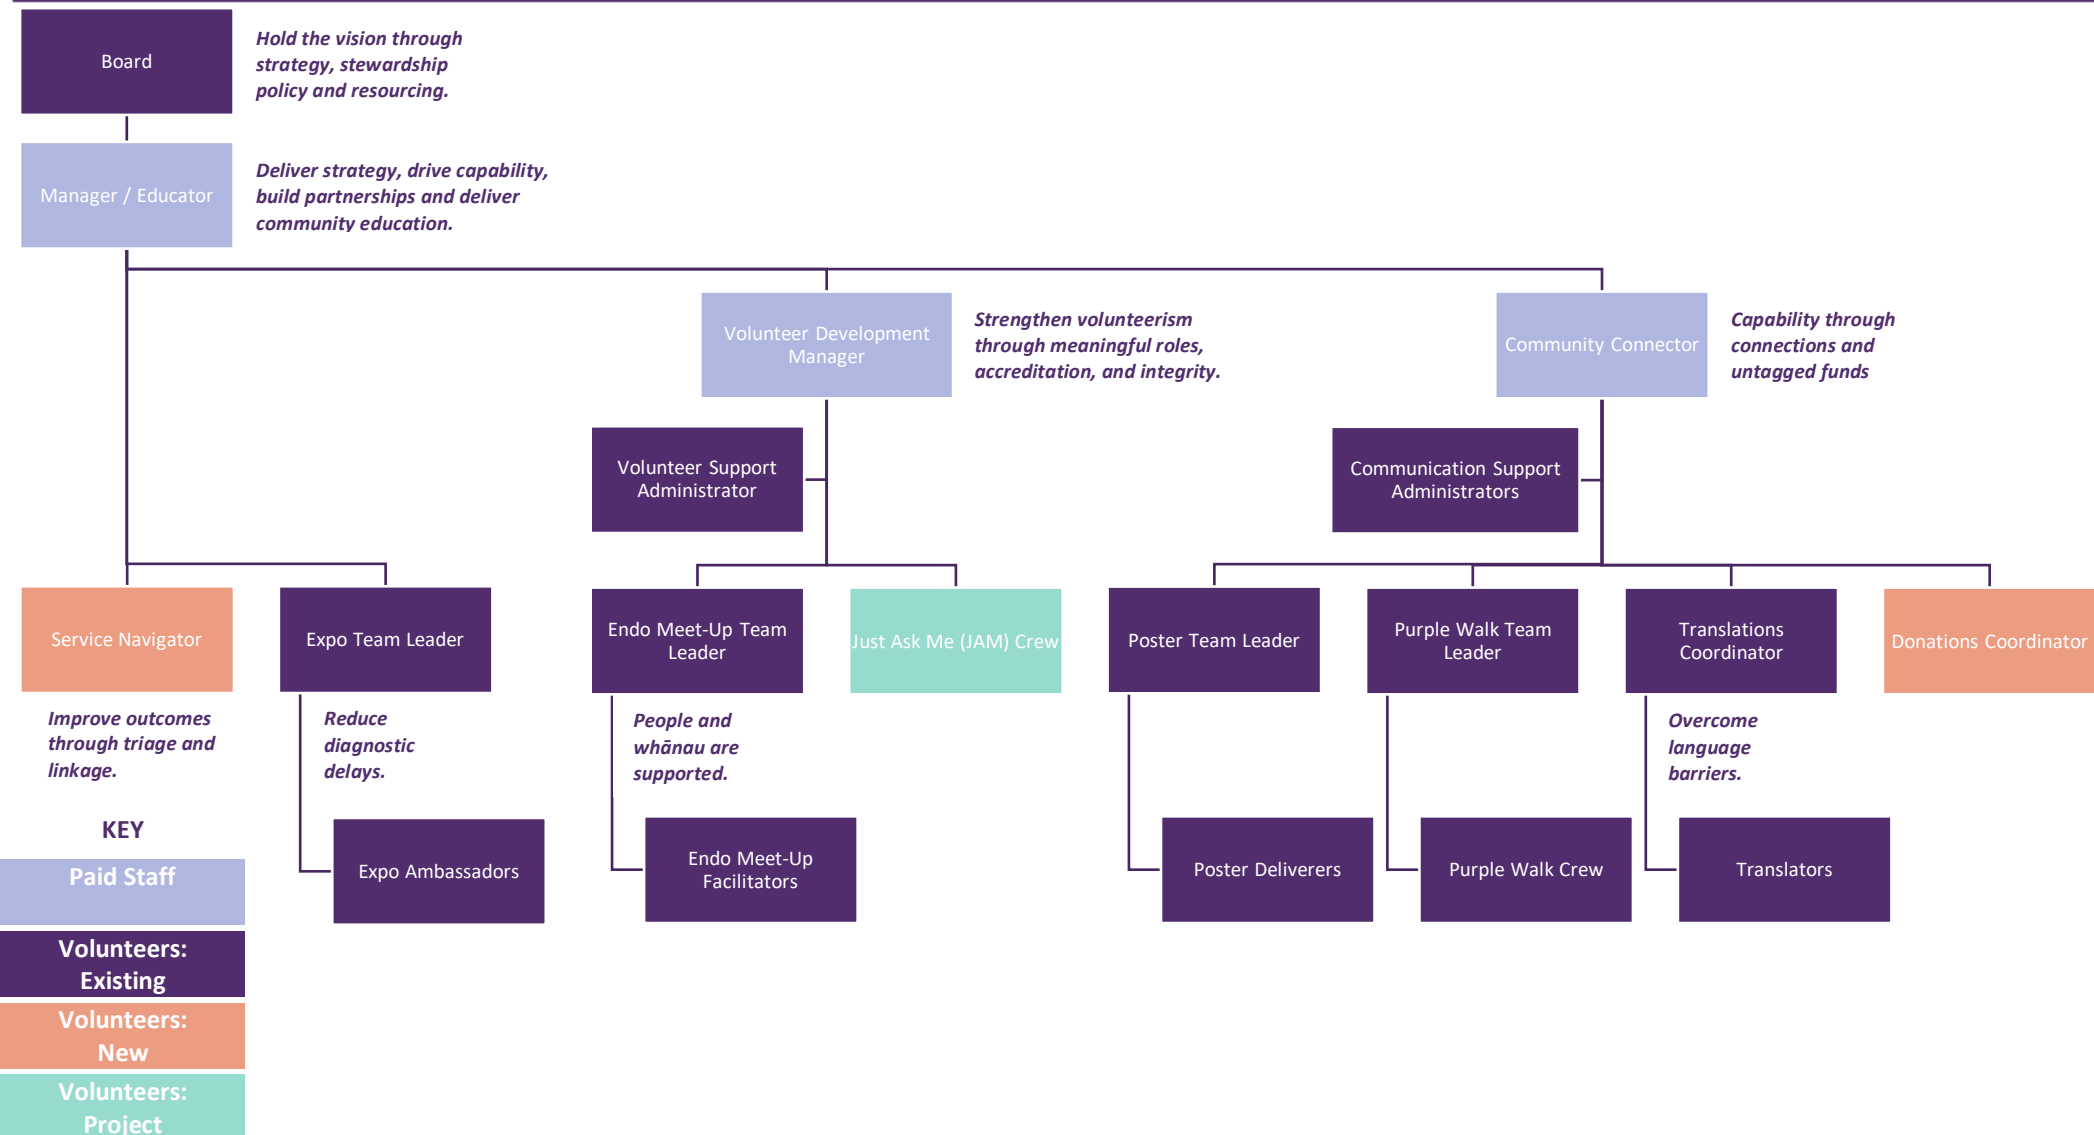 Board
Hold the vision through
strategy, stewardship
policy and resourcing.
Manager / Educator
Deliver strategy, drive capability,
build partnerships and deliver
community education.
Volunteer Development
Manager
Strengthen volunteerism
through meaningful roles,
accreditation, and integrity.
Community Connector
Capability through
connections and
untagged funds
Volunteer Support
Administrator
Communication Support
Administrators
Service Navigator
Expo Team Leader
Endo Meet-Up Team
Leader
Just Ask Me (JAM) Crew
Poster Team Leader
Purple Walk Team
Leader
Translations
Coordinator
Donations Coordinator
Improve outcomes
through triage and
linkage.
Reduce
diagnostic
delays.
People and
whānau are
supported.
Overcome
language
barriers.
Expo Ambassadors
Endo Meet-Up
Facilitators
Poster Deliverers
Purple Walk Crew
Translators
KEY
Paid Staff
Volunteers:
Existing
Volunteers:
New
Volunteers:
Project